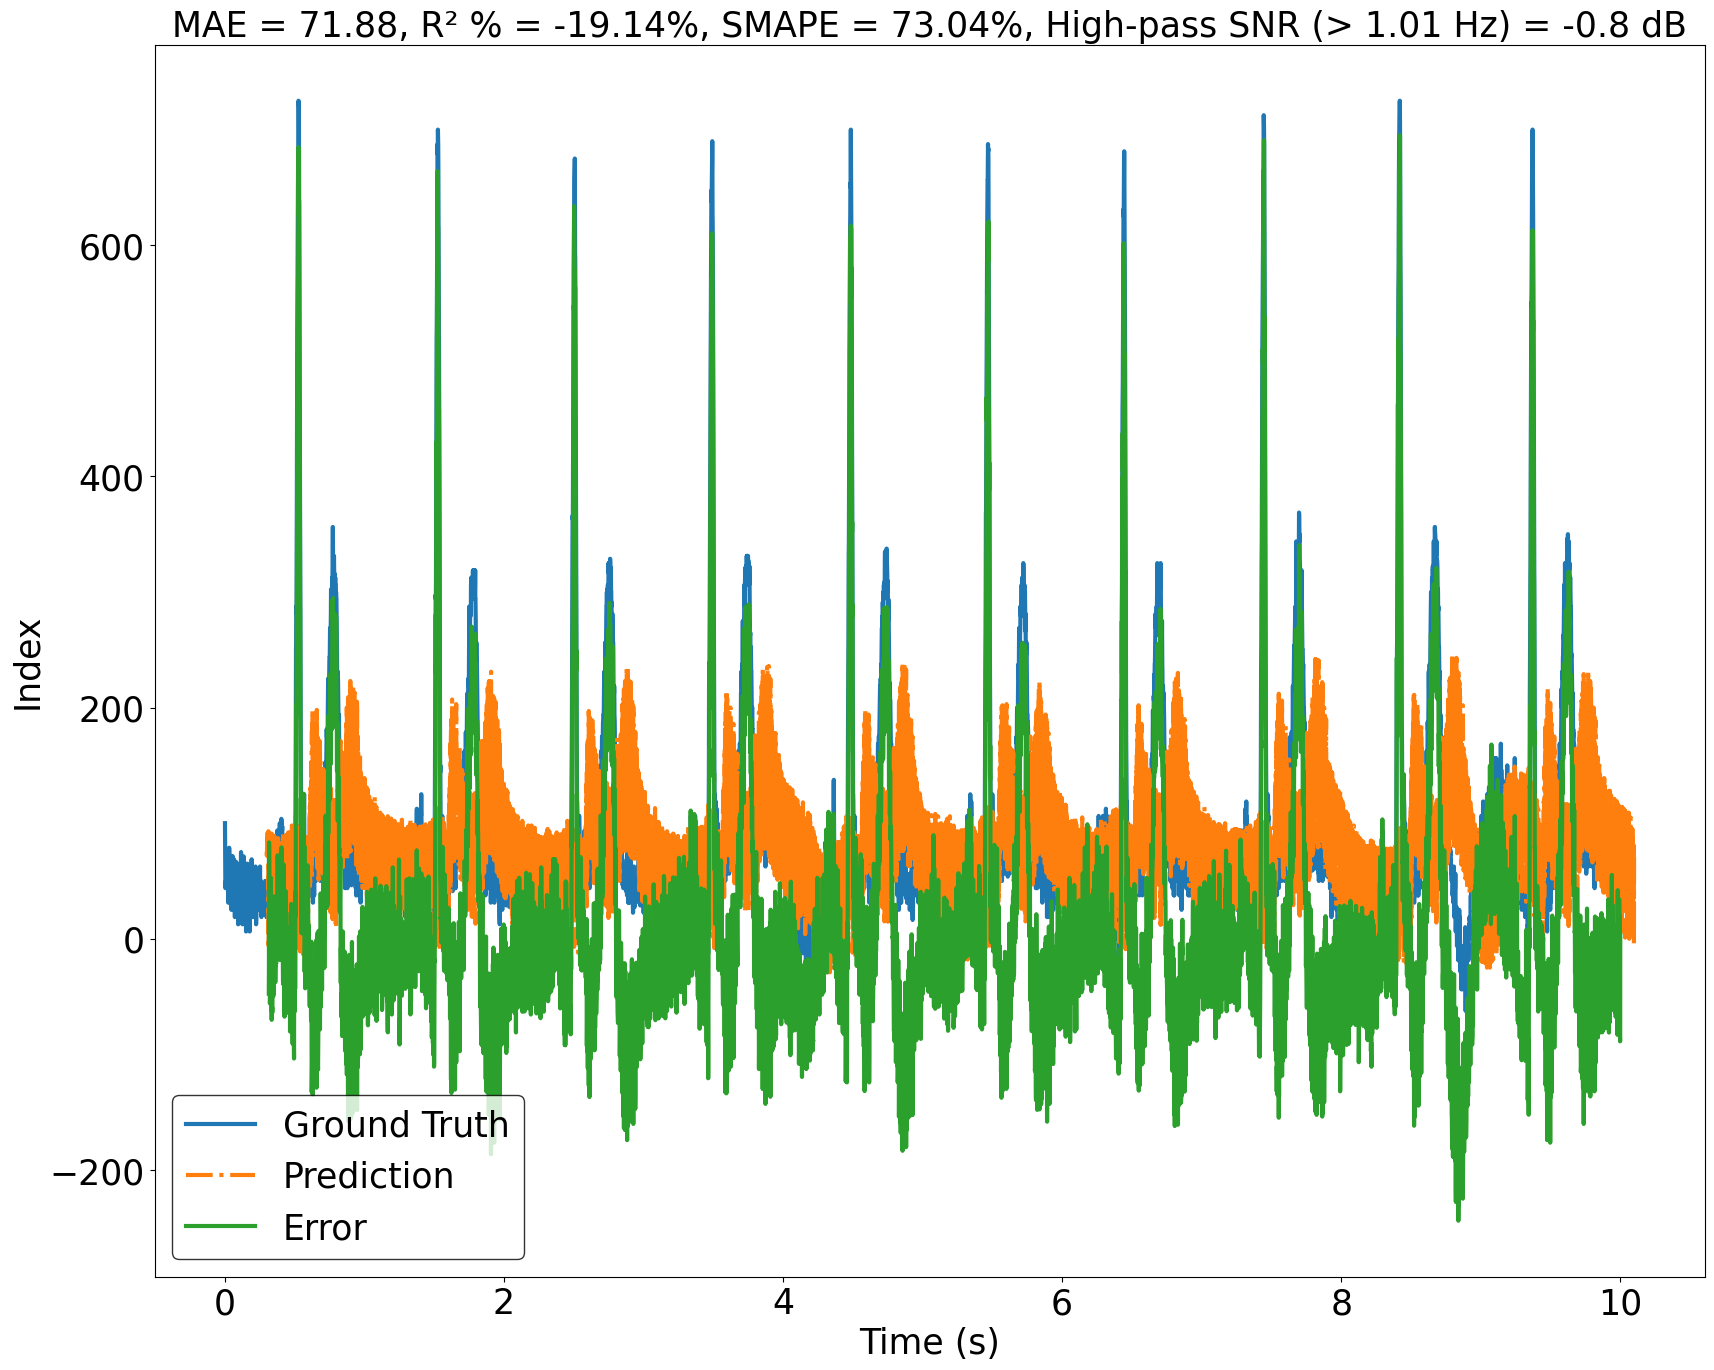 MAE = 71.88, R² % = -19.14%, SMAPE = 73.04%, High-pass SNR (> 1.01 Hz) = -0.8 dB
600
400
200
0
−200
Index
Ground Truth
Prediction
Error
0 2 4 6 8 10
Time (s)